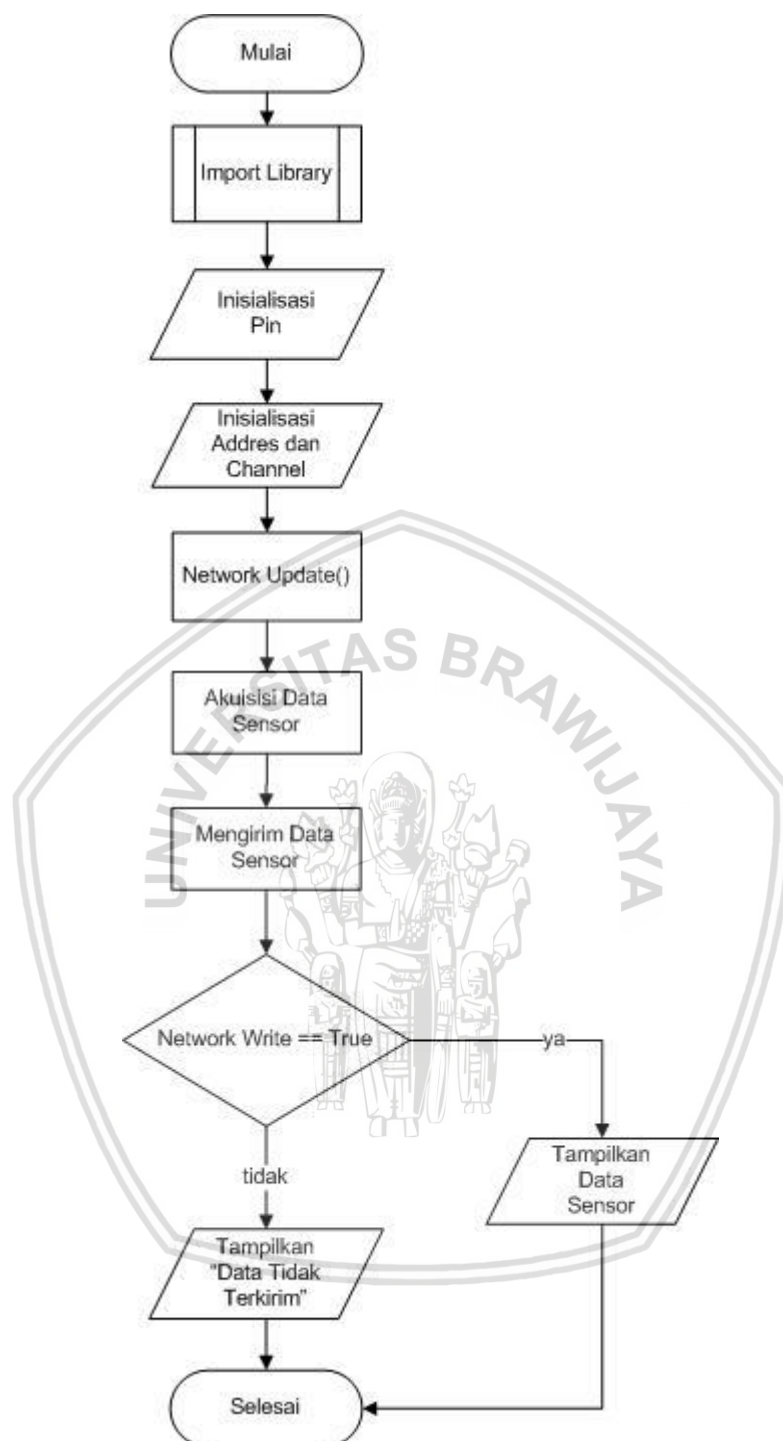 Mulai
Import Library
Inisialisasi
Pin
Inisialisasi
Addres dan
Channel
Network Update()
UNIVERSITAS BRAWIJAYA
Akuisisi Data
Sensor
Mengirim Data
Sensor
Network Write == True
ya
tidak
Tampilkan
Data
Sensor
Tampilkan
“Data Tidak
Terkirim”
Selesai